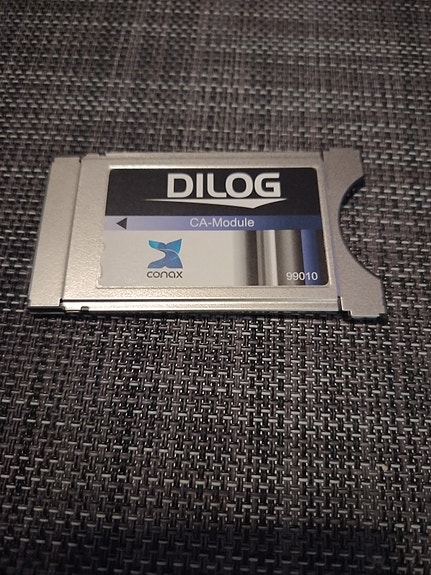 DILOG
CA-Module
conax
99010